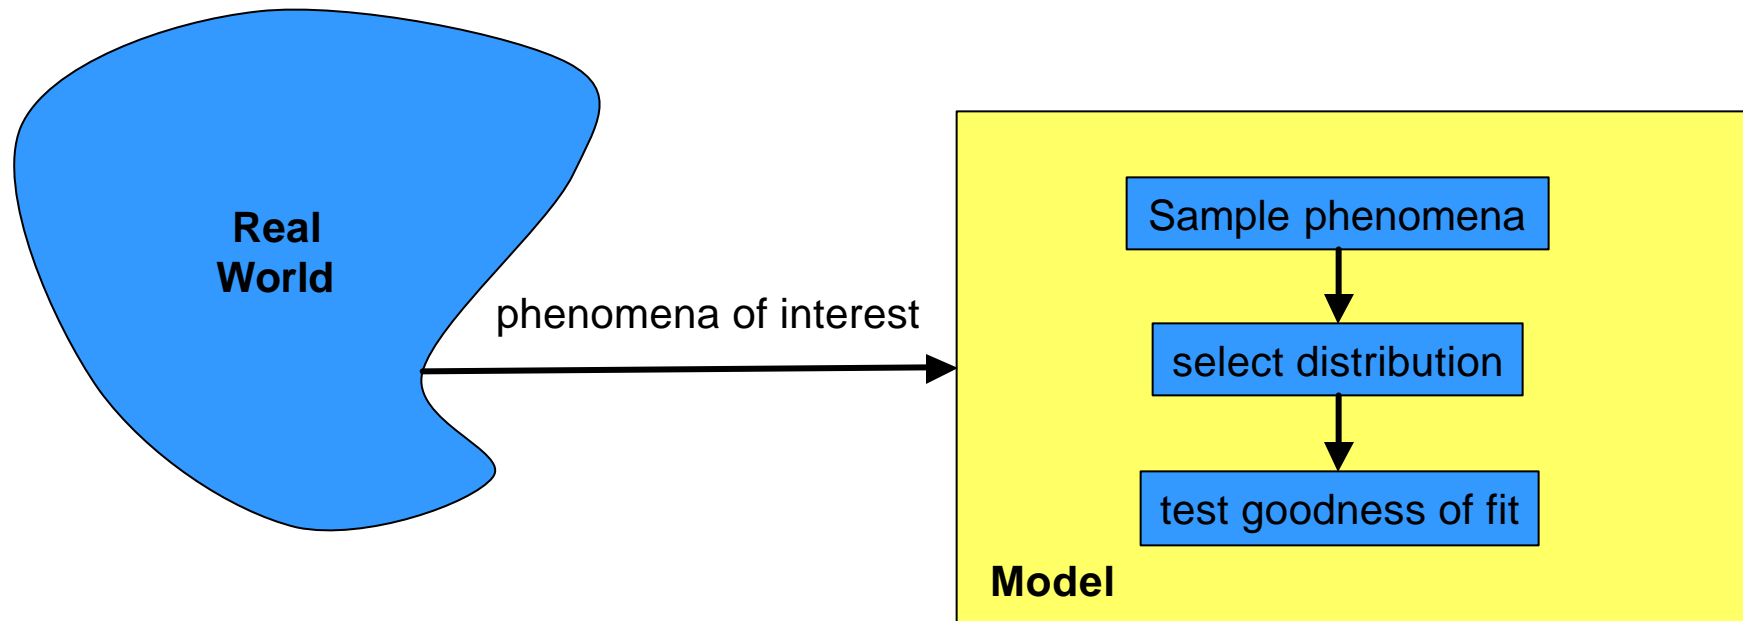 Real
World
phenomena of interest
Sample phenomena
select distribution
test goodness of fit
Model